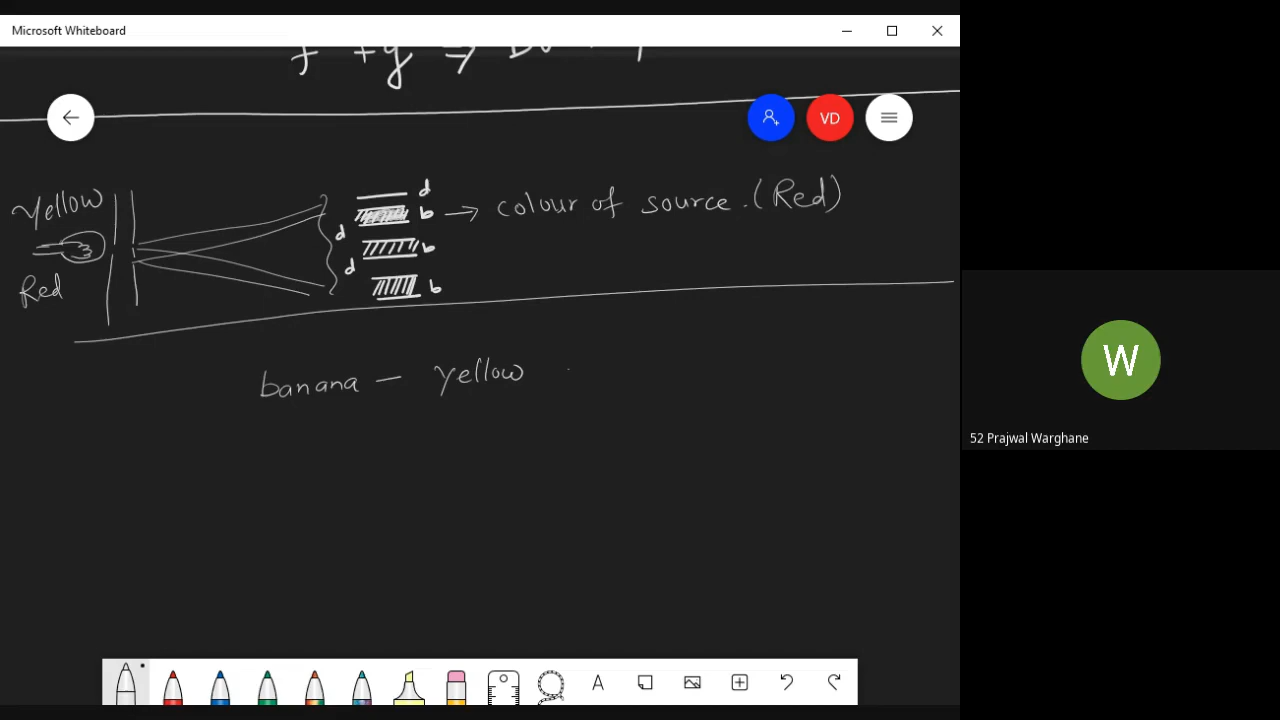 Microsoft Whiteboard
+y ⇒
VD
Yellow
Red
d
b → colour of source. (Red)
d
b
d
b
banana - yellow
W
52 Prajwal Warghane
A